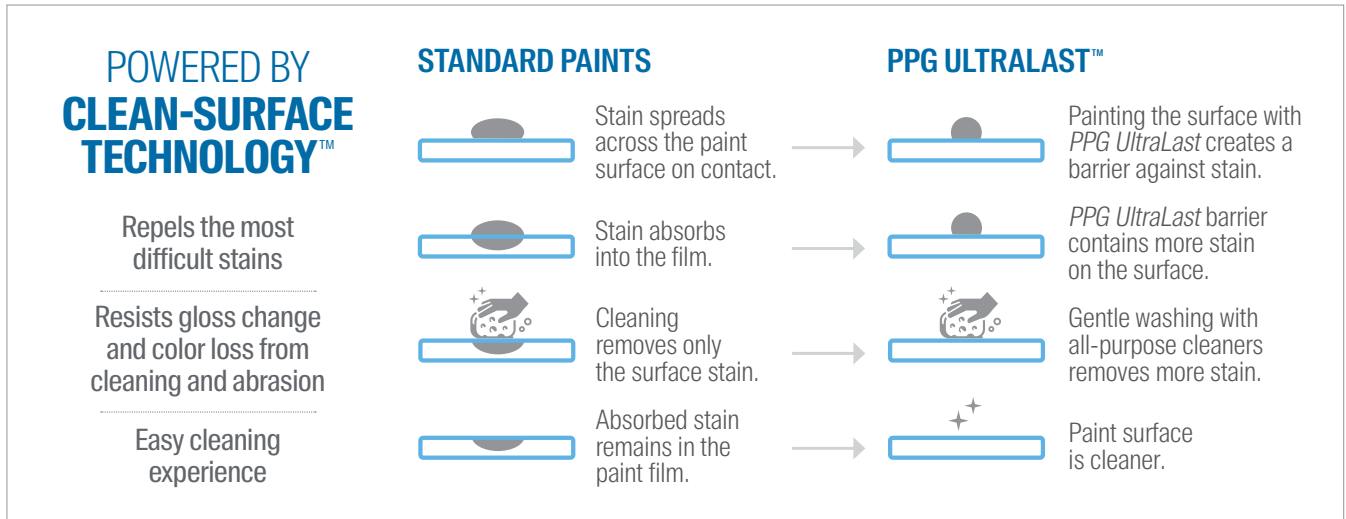 POWERED BY
CLEAN-SURFACE
TECHNOLOGY™
Repels the most
difficult stains
Resists gloss change
and color loss from
cleaning and abrasion
Easy cleaning
experience
STANDARD PAINTS
PPG ULTRALAST™
Stain spreads
across the paint
surface on contact.
Painting the surface with
PPG UltraLast creates a
barrier against stain.
Stain absorbs
into the film.
PPG UltraLast barrier
contains more stain
on the surface.
Cleaning
removes only
the surface stain.
Gentle washing with
all-purpose cleaners
removes more stain.
Absorbed stain
remains in the
paint film.
Paint surface
is cleaner.